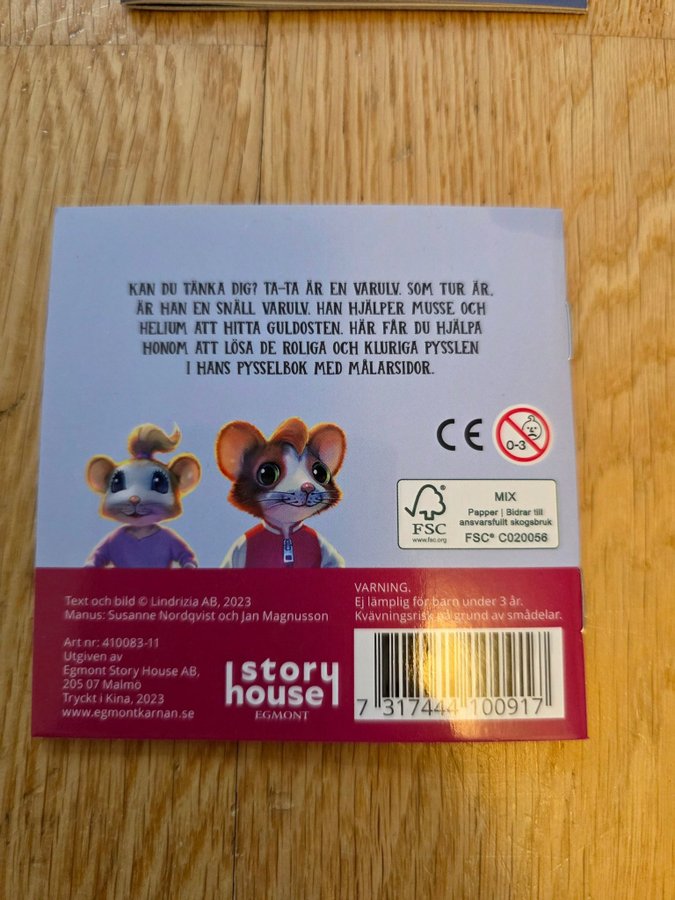 KAN DU TÄNKA DIG? TA-TA ÄR EN VARULV. SOM TUR ÄR,
ÄR HAN EN SNÄLL VARULV. HAN HJÄLPER MUSSE OCH
HELIUM ATT HITTA GULDOSTEN. HÄR FÅR DU HJÄLPA
HONOM ATT LÖSA DE ROLIGA OCH KLURIGA PYSSLEN
I HANS PYSSELBOK MED MÅLARSIDOR.
CE
0-3
FSC
www.fsc.org
MIX
Papper | Bidrar till
ansvarsfullt skogsbruk
FSC® C020056
Text och bild © Lindrizia AB, 2023
Manus: Susanne Nordqvist och Jan Magnusson
Art nr: 410083-11
Utgiven av
Egmont Story House AB,
205 07 Malmö
Tryckt i Kina, 2023
www.egmontkarnan.se
story
house
EGMONT
VARNING.
Ej lämplig för barn under 3 år.
Kvävningsrisk på grund av smådelar.
7 317444 100917